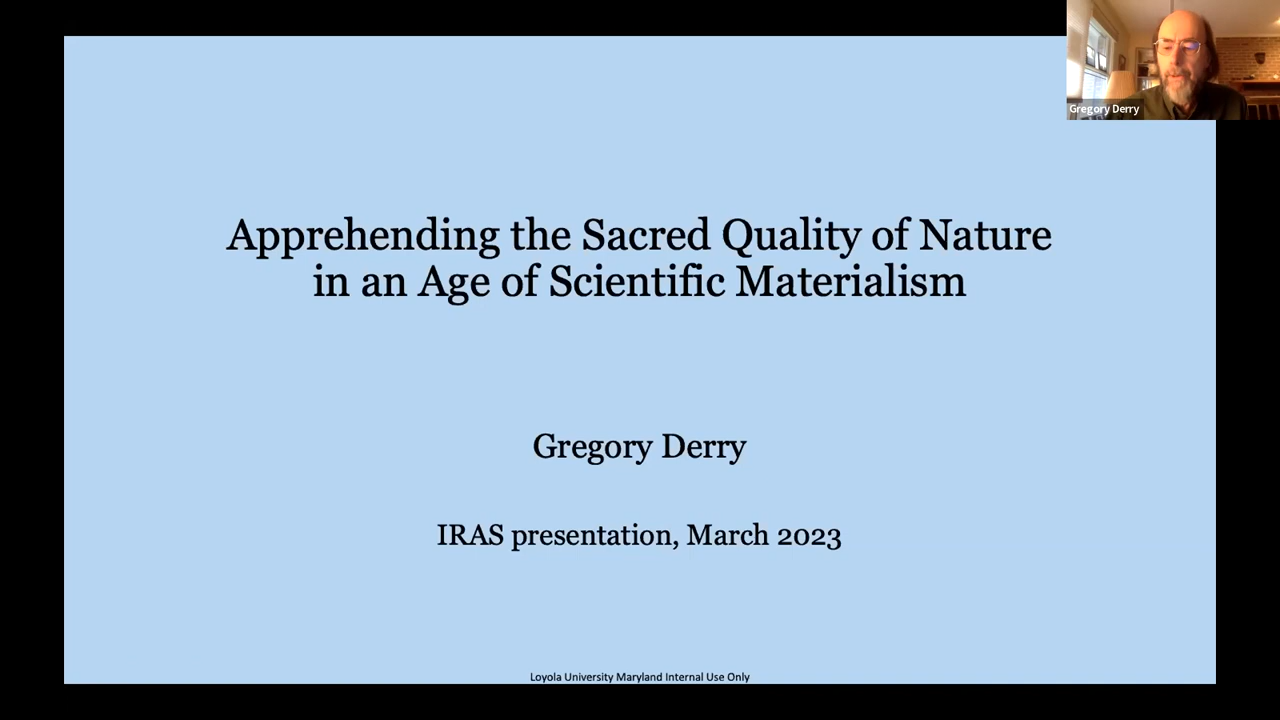 Gregory Derry
Apprehending the Sacred Quality of Nature
in an Age of Scientific Materialism
Gregory Derry
IRAS presentation, March 2023
Loyola University Maryland Internal Use Only